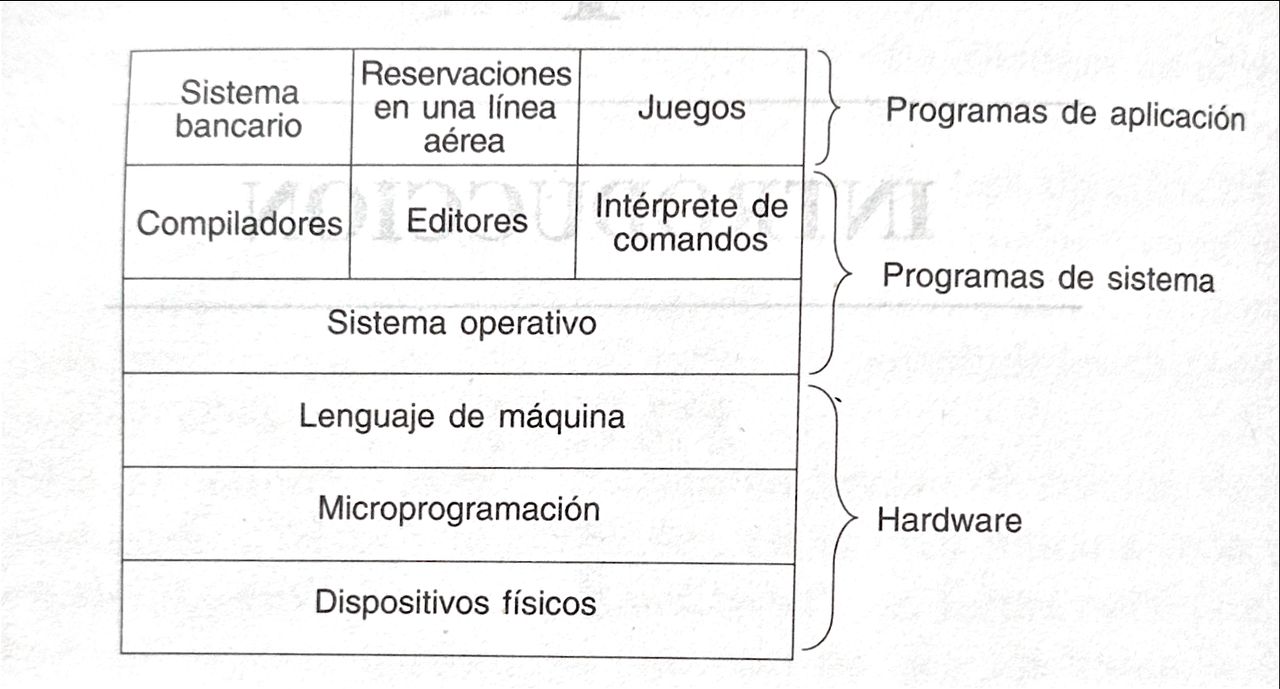 Sistema
bancario
Reservaciones
en una línea
aérea
Juegos
Programas de aplicación
Compiladores
Editores
Intérprete de
comandos
Programas de sistema
Sistema operativo
Lenguaje de máquina
Microprogramación
Dispositivos físicos
Hardware
INTRODUCCION